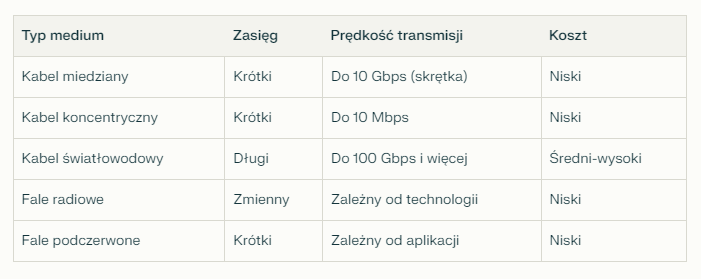 Typ medium Zasięg Prędkość transmisji Koszt
Kabel miedziany Krótki Do 10 Gbps (skrętka) Niski
Kabel koncentryczny Krótki Do 10 Mbps Niski
Kabel światłowodowy Długi Do 100 Gbps i więcej Średni-wysoki
Fale radiowe Zmienny Zależny od technologii Niski
Fale podczerwone Krótki Zależny od aplikacji Niski